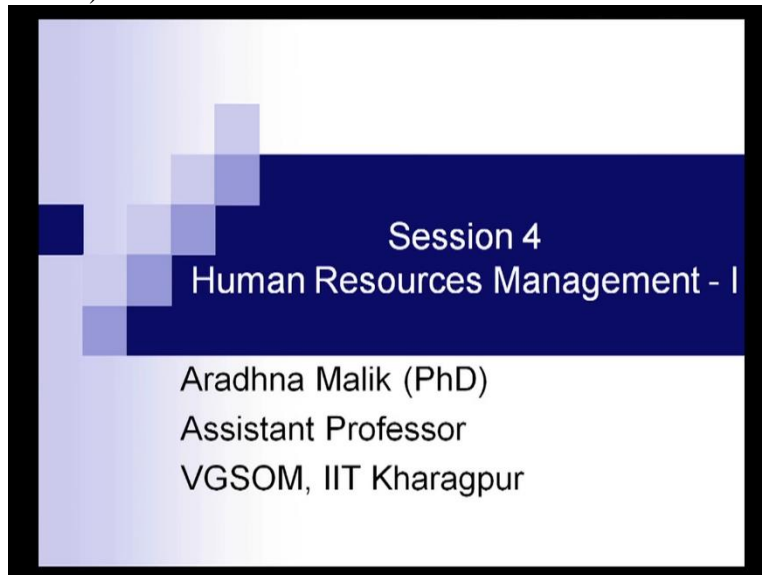 Session 4
Human Resources Management - I
Aradhna Malik (PhD)
Assistant Professor
VGSOM, IIT Kharagpur